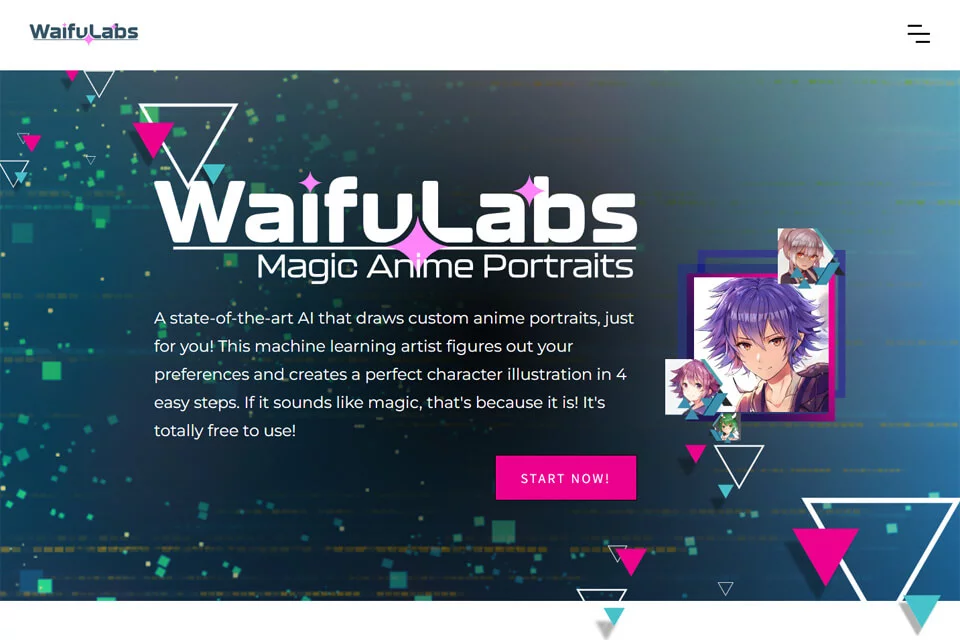 WaifuLabs
WaifuLabs
Magic Anime Portraits
A state-of-the-art AI that draws custom anime portraits, just
for you! This machine learning artist figures out your
preferences and creates a perfect character illustration in 4
easy steps. If it sounds like magic, that's because it is! It's
totally free to use!
START NOW!